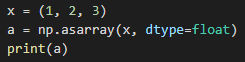 x = (1, 2, 3)
a = np.asarray(x, dtype=float)
print(a)